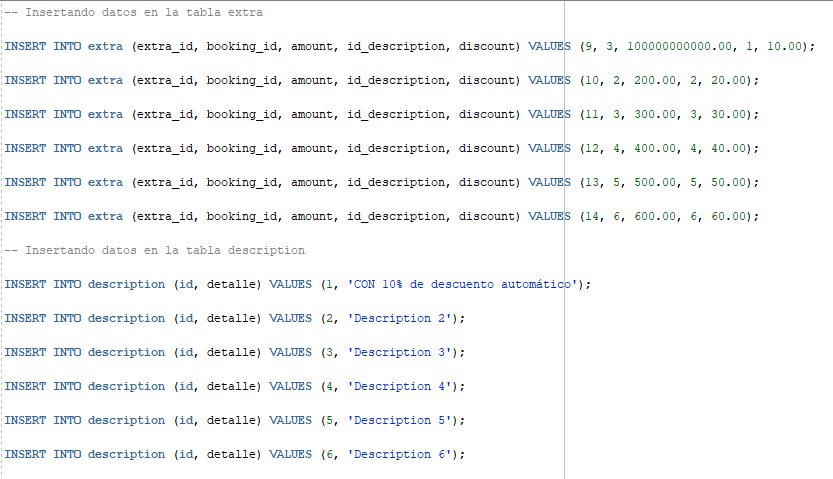 -- Insertando datos en la tabla extra
INSERT INTO extra (extra_id, booking_id, amount, id_description, discount) VALUES (9, 3, 100000000000.00, 1, 10.00);
INSERT INTO extra (extra_id, booking_id, amount, id_description, discount) VALUES (10, 2, 200.00, 2, 20.00);
INSERT INTO extra (extra_id, booking_id, amount, id_description, discount) VALUES (11, 3, 300.00, 3, 30.00);
INSERT INTO extra (extra_id, booking_id, amount, id_description, discount) VALUES (12, 4, 400.00, 4, 40.00);
INSERT INTO extra (extra_id, booking_id, amount, id_description, discount) VALUES (13, 5, 500.00, 5, 50.00);
INSERT INTO extra (extra_id, booking_id, amount, id_description, discount) VALUES (14, 6, 600.00, 6, 60.00);
-- Insertando datos en la tabla description
INSERT INTO description (id, detalle) VALUES (1, 'CON 10% de descuento automático');
INSERT INTO description (id, detalle) VALUES (2, 'Description 2');
INSERT INTO description (id, detalle) VALUES (3, 'Description 3');
INSERT INTO description (id, detalle) VALUES (4, 'Description 4');
INSERT INTO description (id, detalle) VALUES (5, 'Description 5');
INSERT INTO description (id, detalle) VALUES (6, 'Description 6');